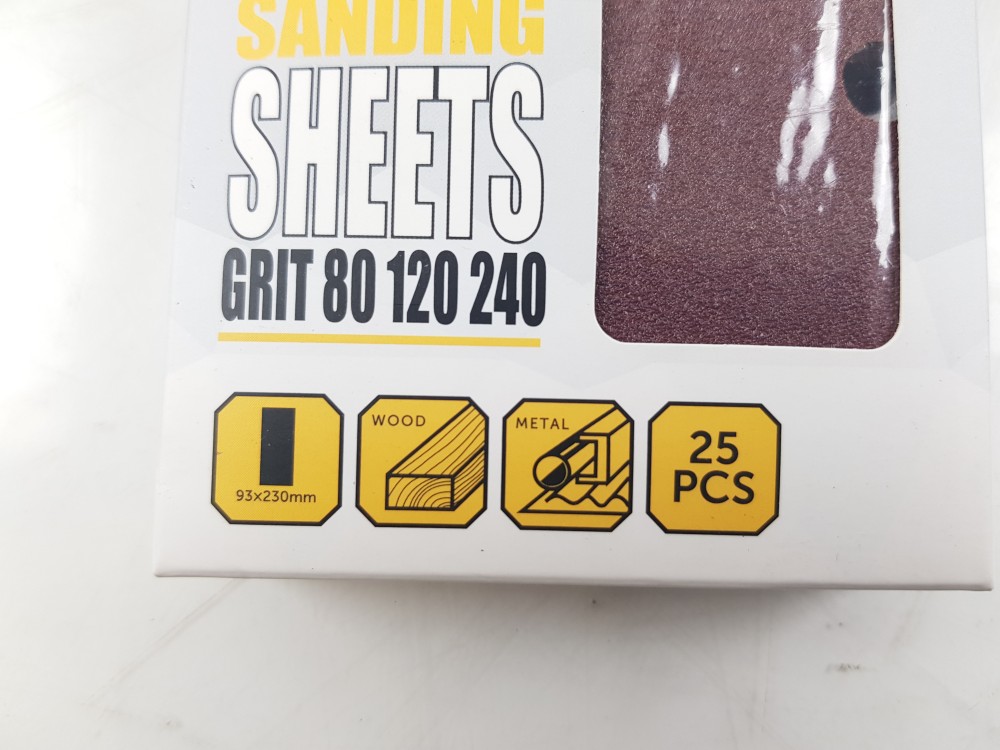 SANDING
SHEETS
GRIT 80 120 240
93x230mm
WOOD
METAL
25
PCS